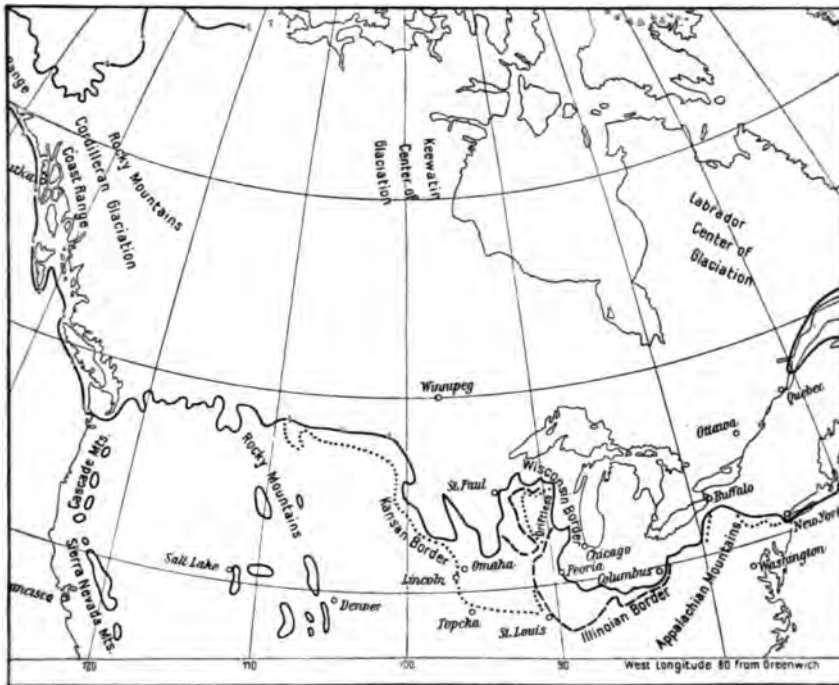 Range
Rocky Mountains
Cordilleran Glaciation
Coast Range
Keewatin
Center of
Glaciation
Labrador
Center of
Glaciation
Winnipeg
Quebec
Ottawa
Cascade Mts.
Rocky Mountains
Kansan Border
St. Paul
Wisconsin Border
Driftless
Buffalo
New York
Sierra Nevada Mts.
Salt Lake
Denver
Lincoln
Omaha
Topeka
St. Louis
Peoria
Chicago
Columbus
Illinoian Border
Appalachian Mountains
Washington
ancisca
120
110
100
90
West Longitude 80 from Greenwich